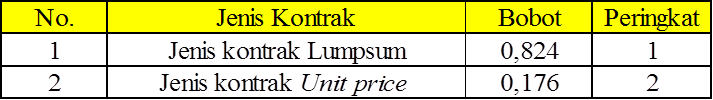 No. Jenis Kontrak Bobot Peringkat
1 Jenis kontrak Lumpsum 0,824 1
2 Jenis kontrak Unit price 0,176 2